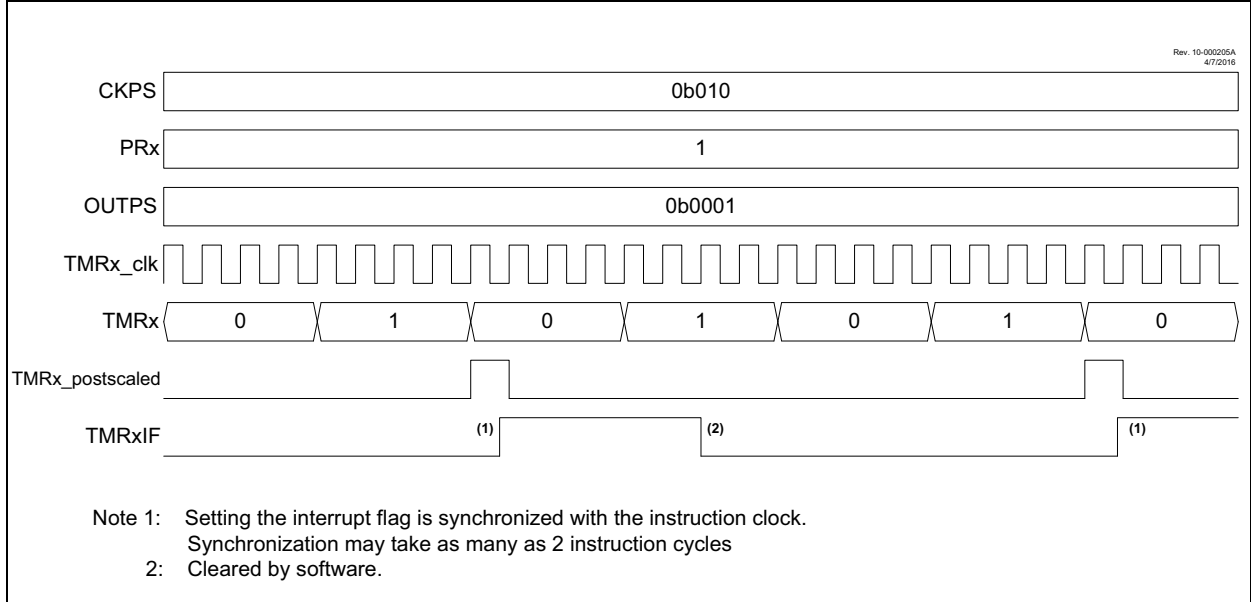 Rev. 10-000205A
4/7/2016
CKPS 0b010
PRx 1
OUTPS 0b0001
TMRx_clk
TMRx 0 1 0 1 0 1 0
TMRx_postscaled
TMRxIF (1) (2) (1)
Note 1: Setting the interrupt flag is synchronized with the instruction clock.
Synchronization may take as many as 2 instruction cycles
2: Cleared by software.